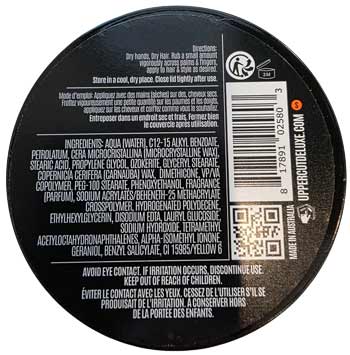 Directions:
Dry hands, Dry Hair. Rub a small amount
vigorously across palms & fingers,
apply to hair & style as desired.
Store in a cool, dry place. Close lid tightly after use.
Mode d'emploi: Appliquez avec des mains (sèches) sur des cheveux secs.
Frottez vigoureusement une petite quantité sur les paumes et les doigts,
appliquez sur les cheveux et coiffez comme vous le souhaitez.
Entreposer dans un endroit sec et frais. Fermez bien
le couvercle après utilisation.
INGREDIENTS: AQUA (WATER), C12-15 ALKYL BENZOATE,
PETROLATUM, CERA MICROCRISTALLINA (MICROCRYSTALLINE WAX),
STEARIC ACID, PROPYLENE GLYCOL, OZOKERITE, GLYCERYL STEARATE,
COPERNICIA CERIFERA (CARNAUBA) WAX, DIMETHICONE, VP/VA
COPOLYMER, PEG-100 STEARATE, PHENOXYETHANOL, FRAGRANCE
(PARFUM), SODIUM ACRYLATES/BEHENETH-25 METHACRYLATE
CROSSPOLYMER, HYDROGENATED POLYDECENE,
ETHYLHEXYLGLYCERIN, DISODIUM EDTA, LAURYL GLUCOSIDE,
SODIUM HYDROXIDE, TETRAMETHYL
ACETYLOCTAHYDRONAPHTHALENES, ALPHA-ISOMETHYL IONONE,
GERANIOL, BENZYL SALICYLATE, CI 15985/YELLOW 6
AVOID EYE CONTACT. IF IRRITATION OCCURS, DISCONTINUE USE.
KEEP OUT OF REACH OF CHILDREN.
ÉVITER LE CONTACT AVEC LES YEUX. CESSEZ DE L'UTILISER S'IL SE
PRODUIT DE L'IRRITATION. À CONSERVER HORS
DE LA PORTÉE DES ENFANTS.
24M
8 17891 02580 3
S
UPPERCUTDELUXE.COM
MADE IN AUSTRALIA